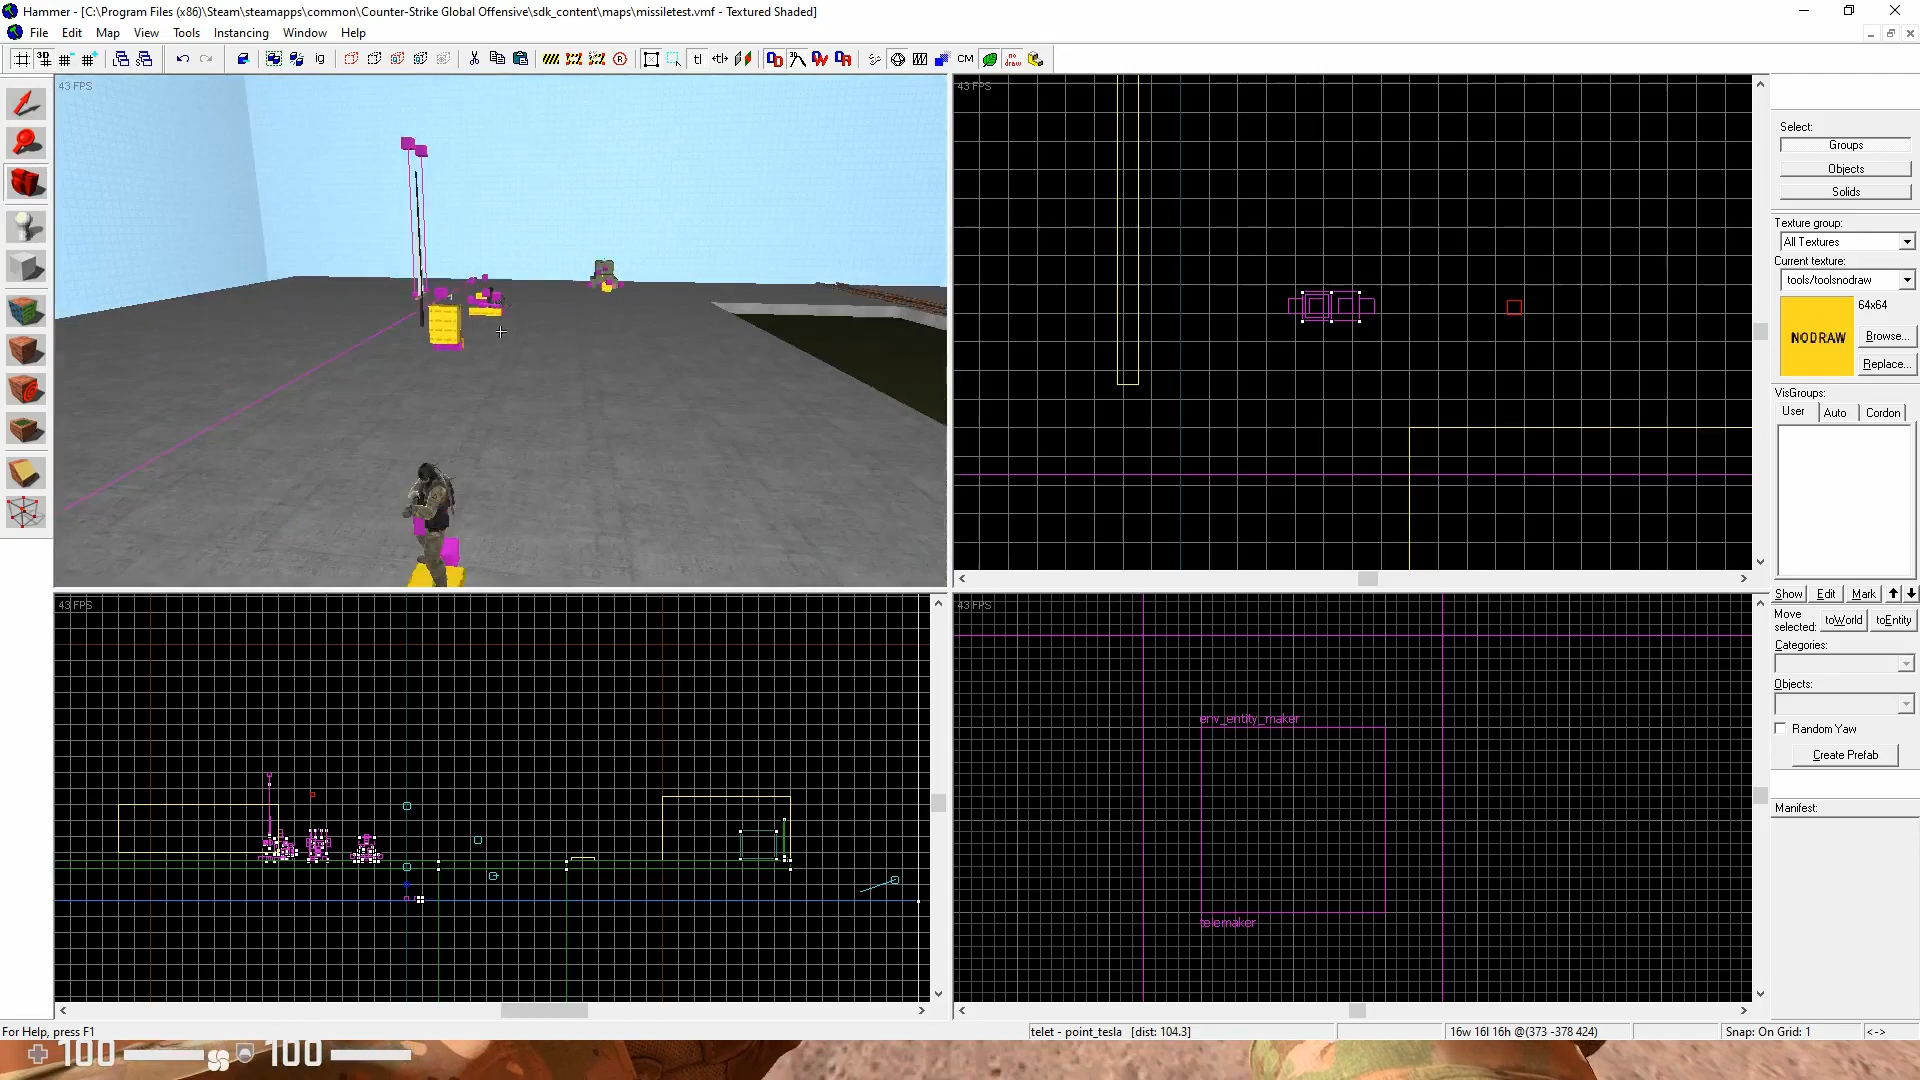 Hammer - [C:\Program Files (x86)\Steam\steamapps\common\Counter-Strike Global Offensive\sdk_content\maps\missiletest.vmf - Textured Shaded]
File Edit Map View Tools Instancing Window Help
ig
tl
CM
no draw
43 FPS
43 FPS
43 FPS
43 FPS
env_entity_maker
telemaker
Select:
Groups
Objects
Solids
Texture group:
All Textures
Current texture:
tools/toolsnodraw
NODRAW
64x64
Browse...
Replace...
VisGroups:
User Auto Cordon
Show Edit Mark
Move selected: toWorld toEntity
Categories:
Objects:
Random Yaw
Create Prefab
Manifest:
For Help, press F1
telet - point_tesla [dist: 104.3]
16w 16l 16h @(373 -378 424)
Snap: On Grid: 1
<->
100 100